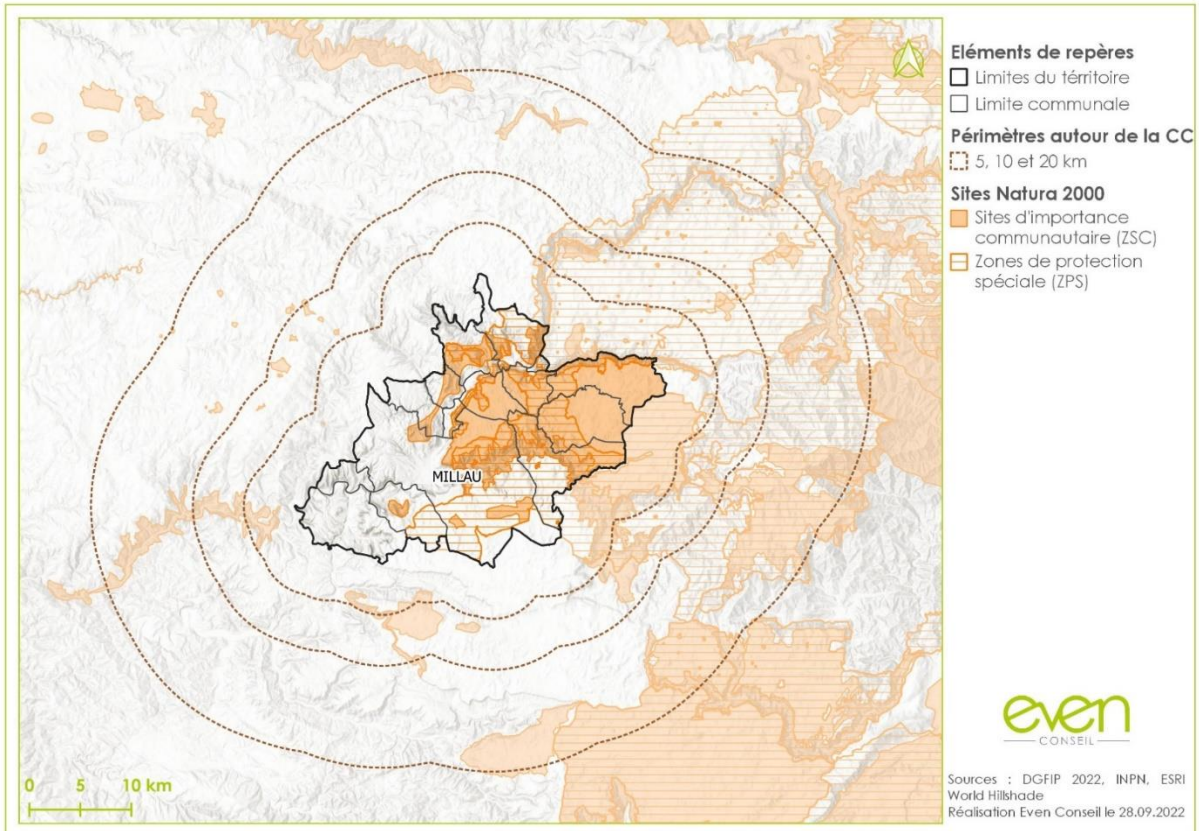 MILLAU
0 5 10 km
Eléments de repères
Limites du térritoire
Limite communale
Périmètres autour de la CC
5, 10 et 20 km
Sites Natura 2000
Sites d'importance
communautaire (ZSC)
Zones de protection
spéciale (ZPS)
even
CONSEIL
Sources : DGFIP 2022, INPN, ESRI
World Hillshade
Réalisation Even Conseil le 28.09.2022